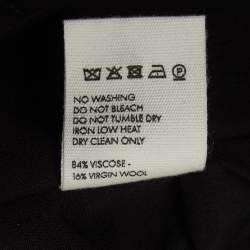 NO WASHING
DO NOT BLEACH
DO NOT TUMBLE DRY
IRON LOW HEAT
DRY CLEAN ONLY
84% VISCOSE -
16% VIRGIN WOOL